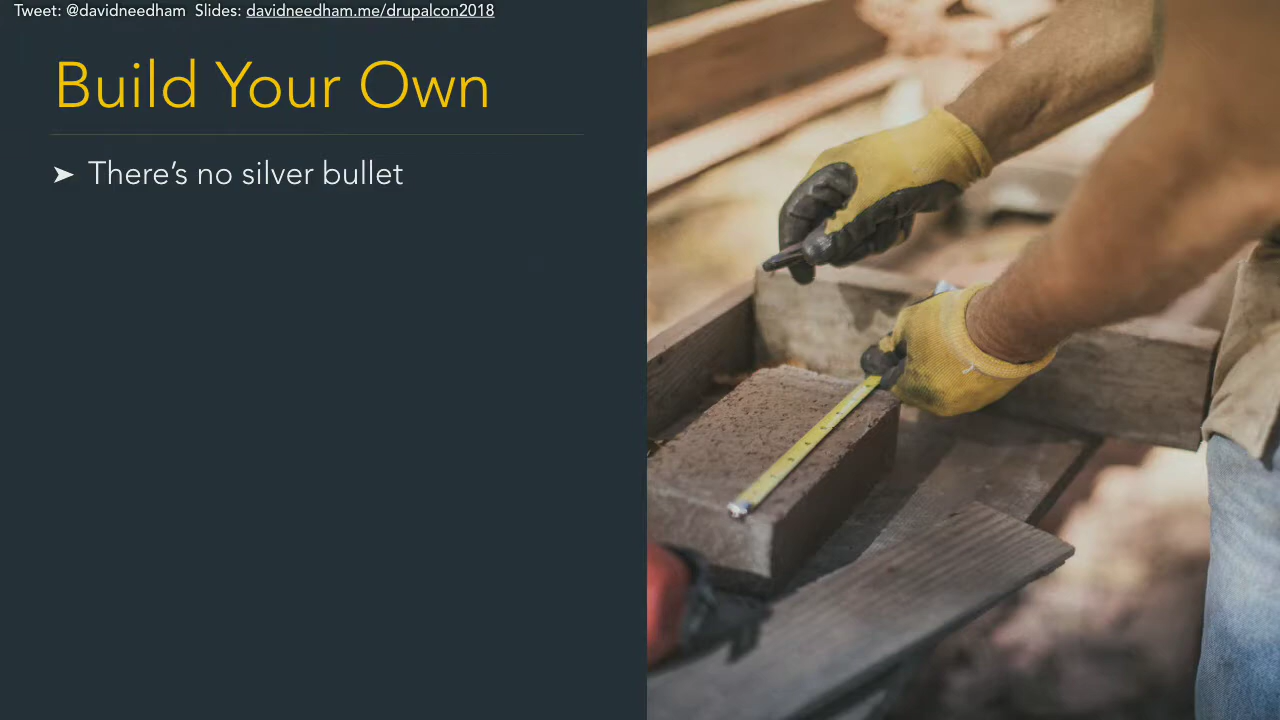 Tweet: @davidneedham Slides: davidneedham.me/drupalcon2018
Build Your Own
➤ There’s no silver bullet